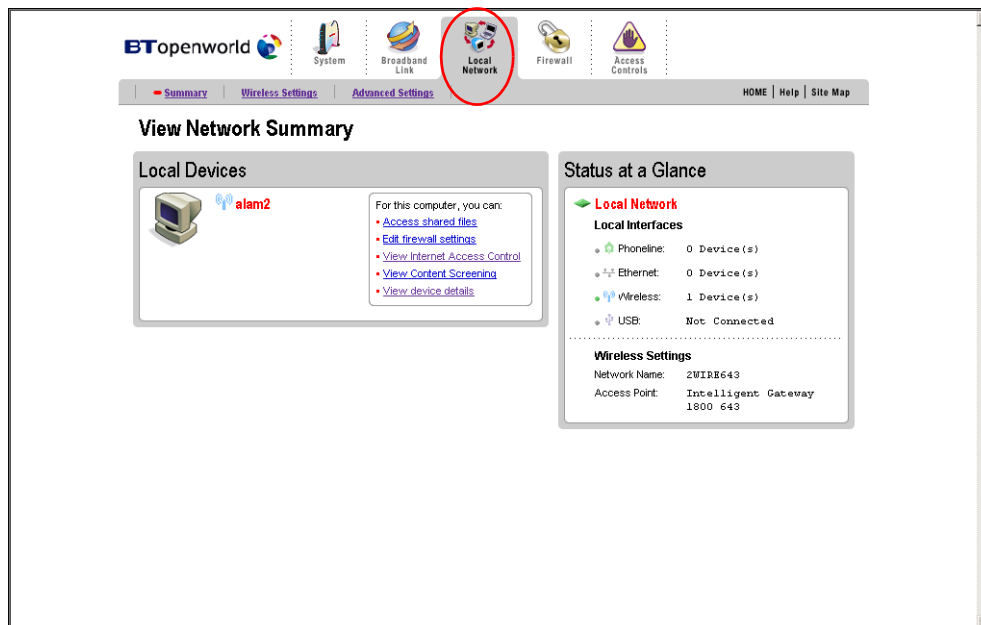 BTopenworld
System
Broadband Link
Local Network
Firewall
Access Controls
Summary
Wireless Settings
Advanced Settings
HOME | Help | Site Map
View Network Summary
Local Devices
alam2
For this computer, you can:
Access shared files
Edit firewall settings
View Internet Access Control
View Content Screening
View device details
Status at a Glance
Local Network
Local Interfaces
Phoneline: 0 Device(s)
Ethernet: 0 Device(s)
Wireless: 1 Device(s)
USB: Not Connected
Wireless Settings
Network Name: 2WIRE643
Access Point: Intelligent Gateway
1800 643